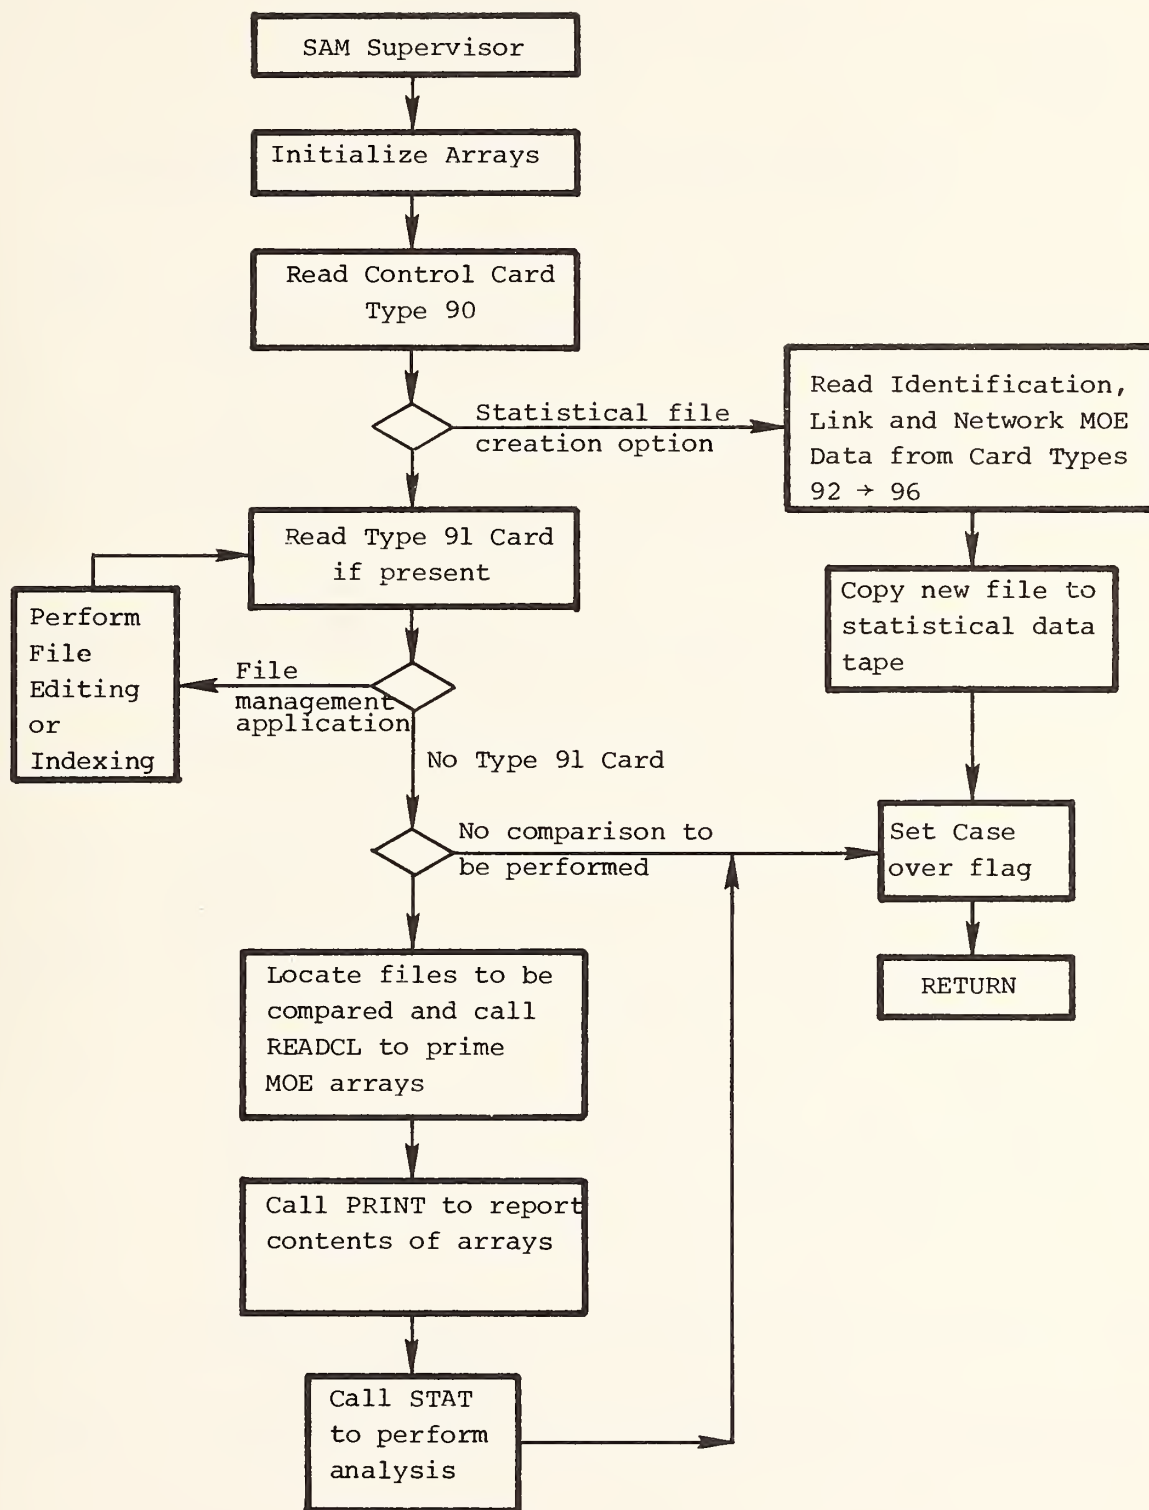 SAM Supervisor
Initialize Arrays
Read Control Card
Type 90
Statistical file
creation option
Read Identification,
Link and Network MOE
Data from Card Types
92 → 96
Read Type 91 Card
if present
Copy new file to
statistical data
tape
Perform
File
Editing
or
Indexing
File
management
application
No Type 91 Card
No comparison to
be performed
Set Case
over flag
RETURN
Locate files to be
compared and call
READCL to prime
MOE arrays
Call PRINT to report
contents of arrays
Call STAT
to perform
analysis